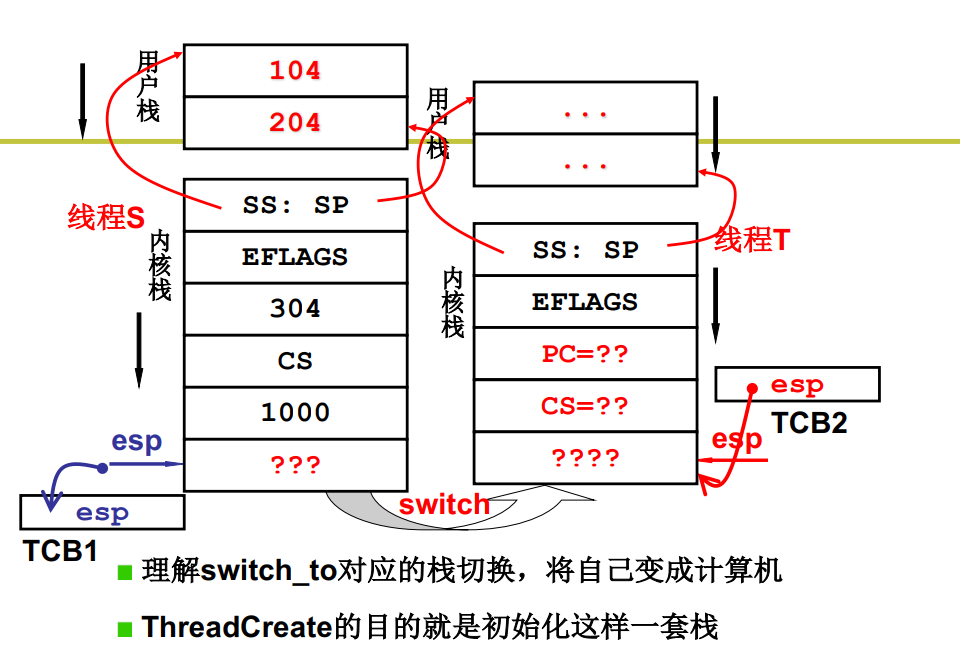 用户栈
104
204
线程S
内核栈
SS: SP
EFLAGS
304
CS
1000
???
esp
esp
TCB1
用户栈
...
...
线程T
内核栈
SS: SP
EFLAGS
PC=??
CS=??
????
esp
TCB2
esp
switch
理解switch_to对应的栈切换，将自己变成计算机
ThreadCreate的目的就是初始化这样一套栈